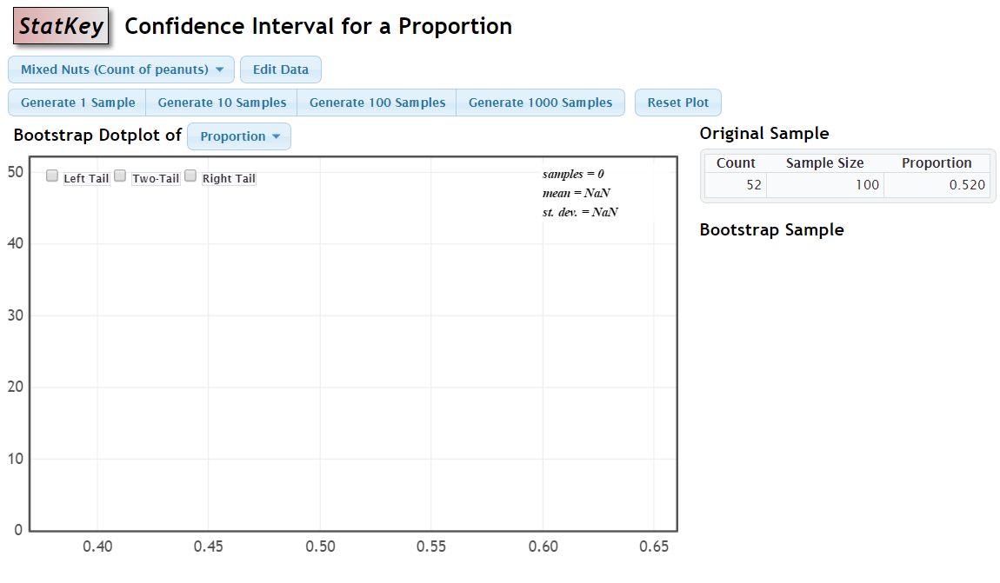 StatKey Confidence Interval for a Proportion
Mixed Nuts (Count of peanuts) Edit Data
Generate 1 Sample Generate 10 Samples Generate 100 Samples Generate 1000 Samples Reset Plot
Bootstrap Dotplot of Proportion
Left Tail Two-Tail Right Tail
samples = 0
mean = NaN
st. dev. = NaN
50
40
30
20
10
0
0.40 0.45 0.50 0.55 0.60 0.65
Original Sample
Count Sample Size Proportion
52 100 0.520
Bootstrap Sample